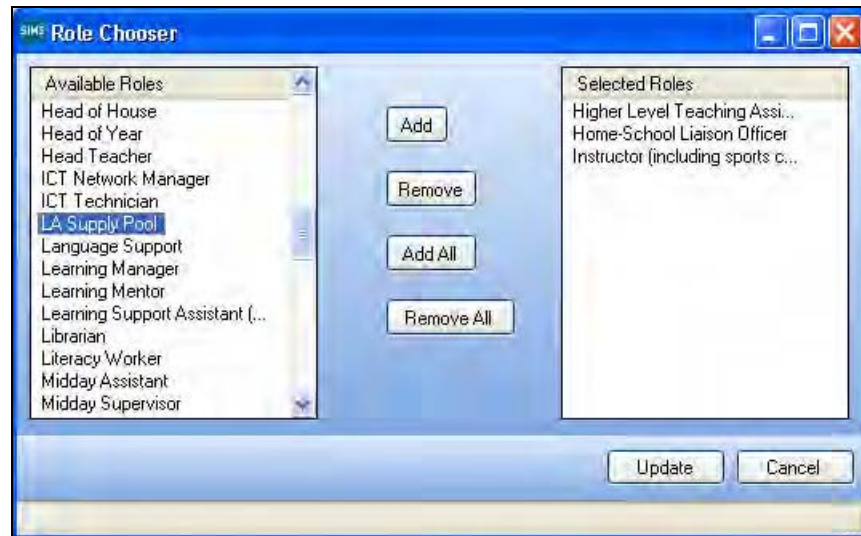 SIMS Role Chooser
Available Roles
Head of House
Head of Year
Head Teacher
ICT Network Manager
ICT Technician
LA Supply Pool
Language Support
Learning Manager
Learning Mentor
Learning Support Assistant (...
Librarian
Literacy Worker
Midday Assistant
Midday Supervisor
Add
Remove
Add All
Remove All
Selected Roles
Higher Level Teaching Assi...
Home-School Liaison Officer
Instructor (including sports c...
Update Cancel